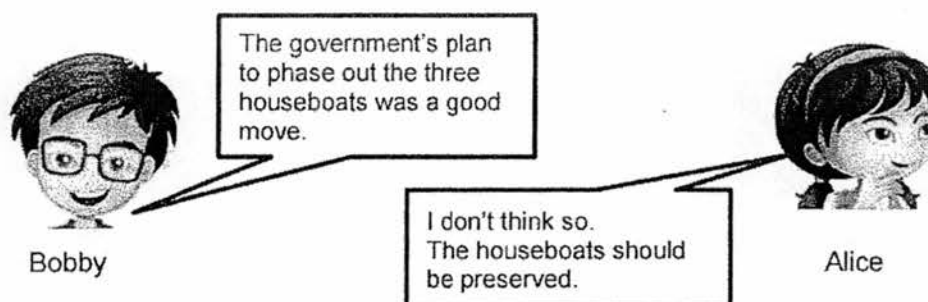 The government's plan
to phase out the three
houseboats was a good
move.
I don't think so.
The houseboats should
be preserved.
Bobby
Alice